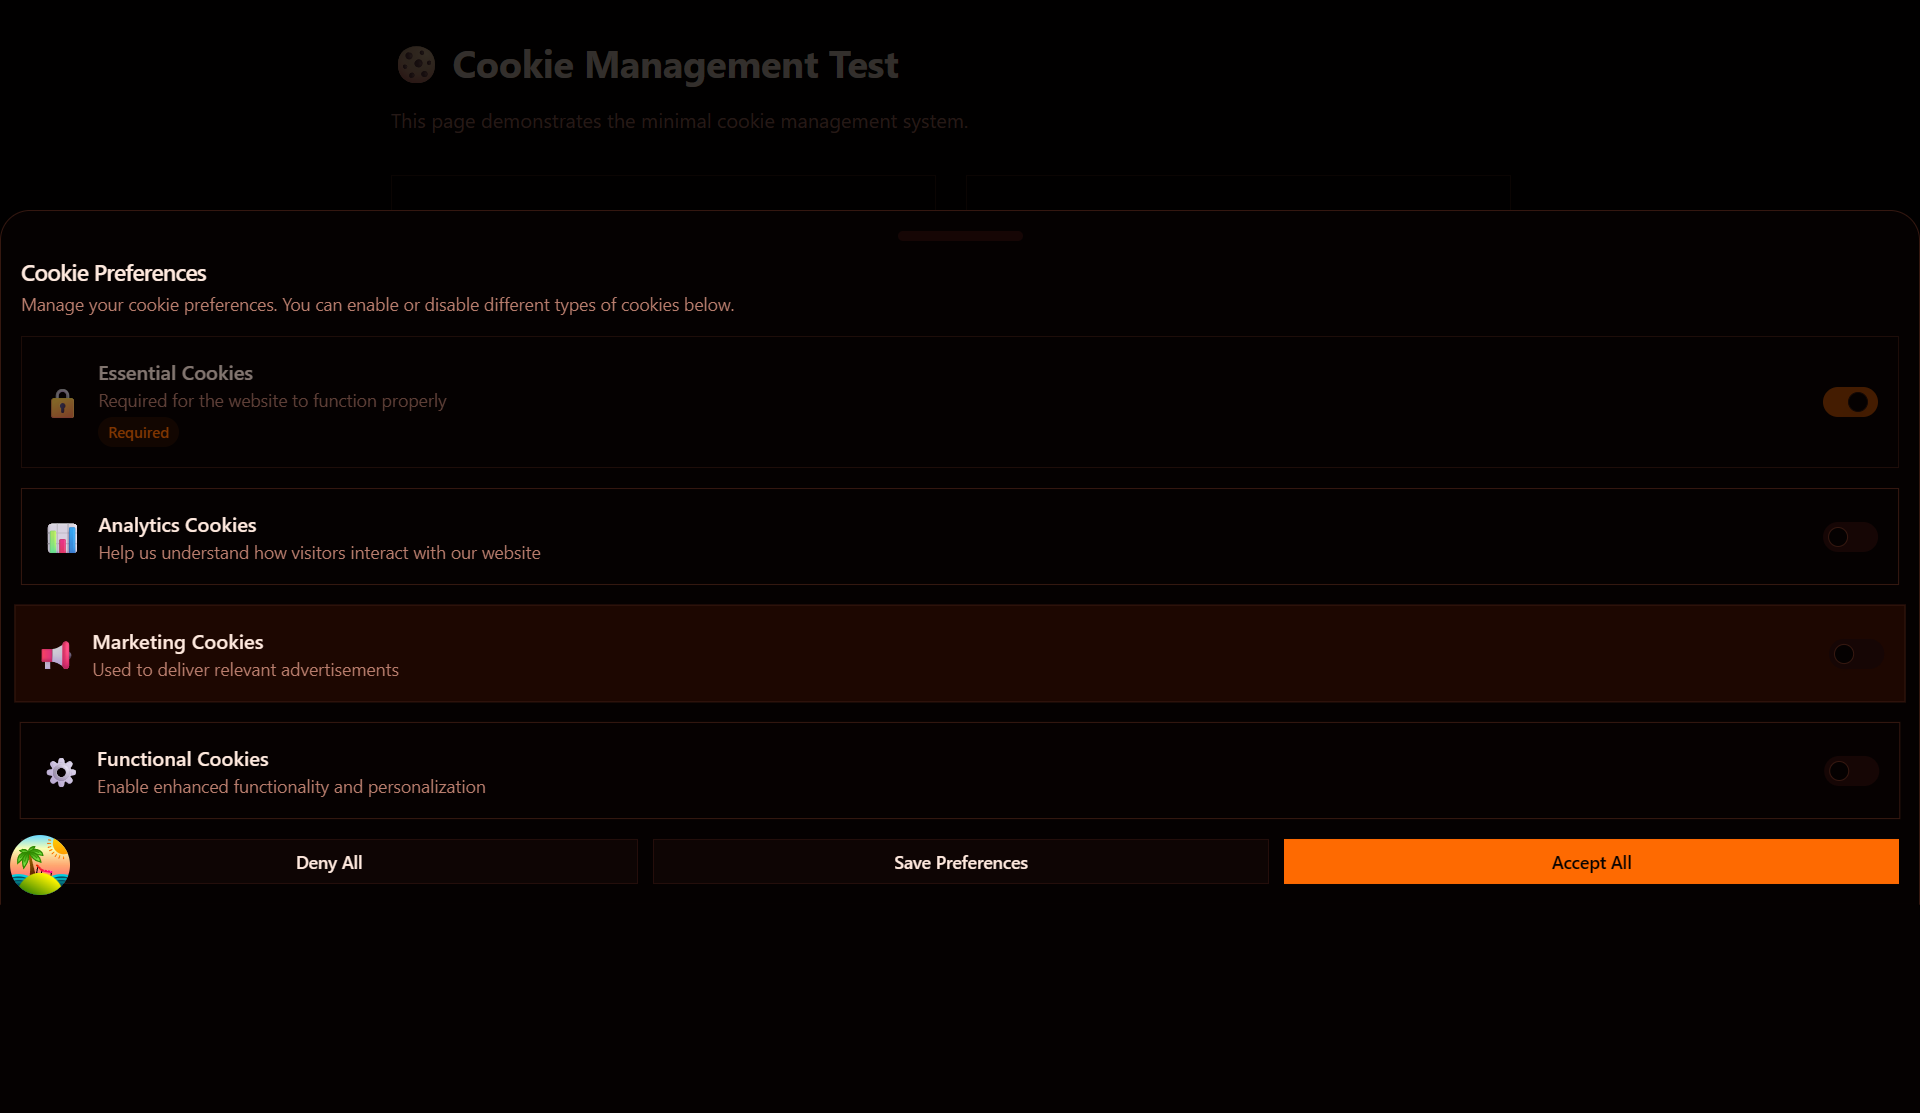 Cookie Management Test
This page demonstrates the minimal cookie management system.
Cookie Preferences
Manage your cookie preferences. You can enable or disable different types of cookies below.
Essential Cookies
Required for the website to function properly
Required
Analytics Cookies
Help us understand how visitors interact with our website
Marketing Cookies
Used to deliver relevant advertisements
Functional Cookies
Enable enhanced functionality and personalization
Deny All
Save Preferences
Accept All